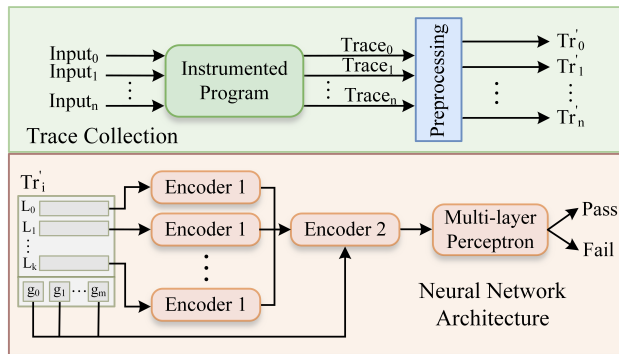 Input₀
Input₁
⋮
Inputₙ
Instrumented
Program
Trace₀
Trace₁
⋮
Traceₙ
Preprocessing
Tr'₀
Tr'₁
⋮
Tr'ₙ
Trace Collection
Tr'ᵢ
L₀
L₁
⋮
Lₖ
g₀ g₁ ⋯ gₘ
Encoder 1
Encoder 1
⋮
Encoder 1
Encoder 2
Multi-layer
Perceptron
Pass
Fail
Neural Network
Architecture